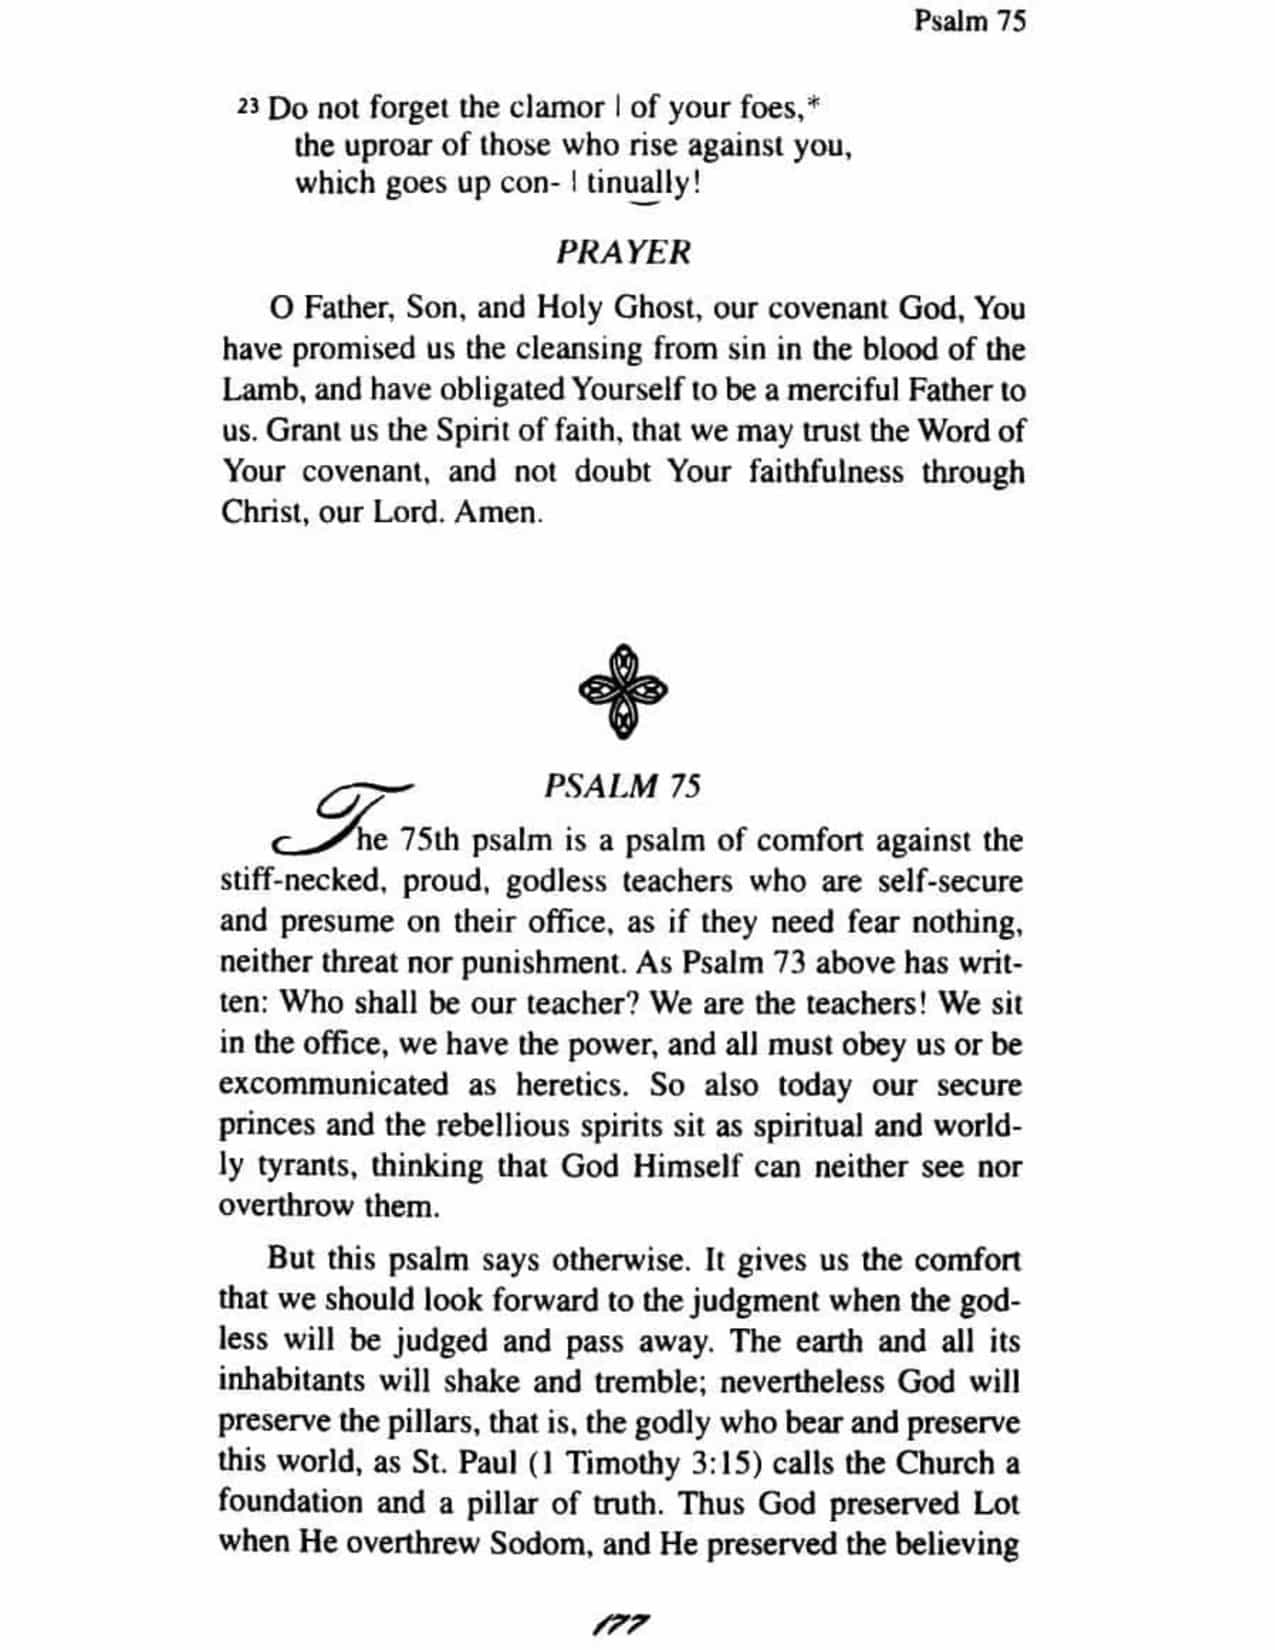 Psalm 75
23 Do not forget the clamor | of your foes,*
the uproar of those who rise against you,
which goes up con- | tinually!
PRAYER
O Father, Son, and Holy Ghost, our covenant God, You
have promised us the cleansing from sin in the blood of the
Lamb, and have obligated Yourself to be a merciful Father to
us. Grant us the Spirit of faith, that we may trust the Word of
Your covenant, and not doubt Your faithfulness through
Christ, our Lord. Amen.
PSALM 75
The 75th psalm is a psalm of comfort against the
stiff-necked, proud, godless teachers who are self-secure
and presume on their office, as if they need fear nothing,
neither threat nor punishment. As Psalm 73 above has writ-
ten: Who shall be our teacher? We are the teachers! We sit
in the office, we have the power, and all must obey us or be
excommunicated as heretics. So also today our secure
princes and the rebellious spirits sit as spiritual and world-
ly tyrants, thinking that God Himself can neither see nor
overthrow them.
But this psalm says otherwise. It gives us the comfort
that we should look forward to the judgment when the god-
less will be judged and pass away. The earth and all its
inhabitants will shake and tremble; nevertheless God will
preserve the pillars, that is, the godly who bear and preserve
this world, as St. Paul (1 Timothy 3:15) calls the Church a
foundation and a pillar of truth. Thus God preserved Lot
when He overthrew Sodom, and He preserved the believing
177